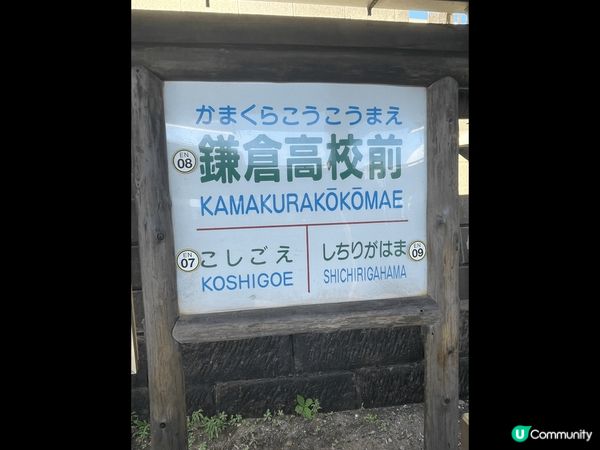 かまくらこうこうまえ
EN 08
鎌倉高校前
KAMAKURAKŌKŌMAE
EN 07
こしごえ
KOSHIGOE
しちりがはま
SHICHIRIGAHAMA
EN 09
U Community